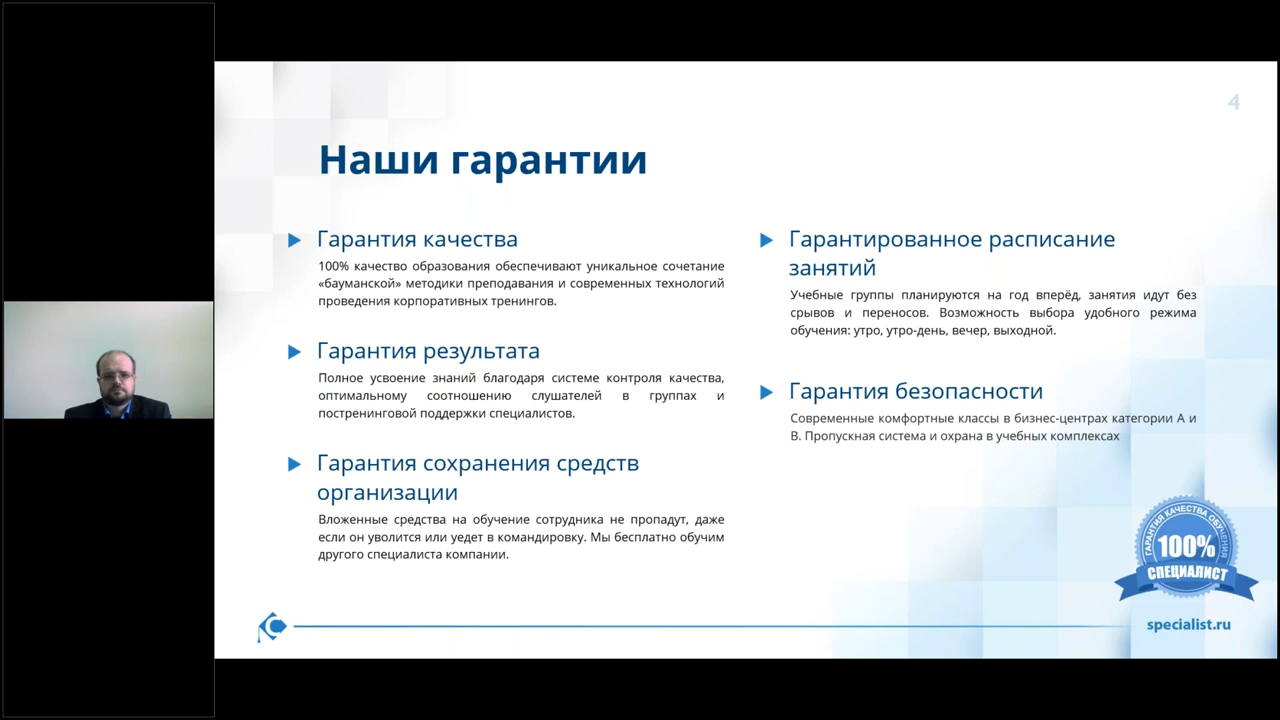 4
Наши гарантии
Гарантия качества
100% качество образования обеспечивают уникальное сочетание
«бауманской» методики преподавания и современных технологий
проведения корпоративных тренингов.
Гарантия результата
Полное усвоение знаний благодаря системе контроля качества,
оптимальному соотношению слушателей в группах и
постренинговой поддержки специалистов.
Гарантия сохранения средств
организации
Вложенные средства на обучение сотрудника не пропадут, даже
если он уволится или уедет в командировку. Мы бесплатно обучим
другого специалиста компании.
Гарантированное расписание
занятий
Учебные группы планируются на год вперёд, занятия идут без
срывов и переносов. Возможность выбора удобного режима
обучения: утро, утро-день, вечер, выходной.
Гарантия безопасности
Современные комфортные классы в бизнес-центрах категории А и
В. Пропускная система и охрана в учебных комплексах
ГАРАНТИЯ КАЧЕСТВА ОБУЧЕНИЯ
100%
СПЕЦИАЛИСТ
specialist.ru